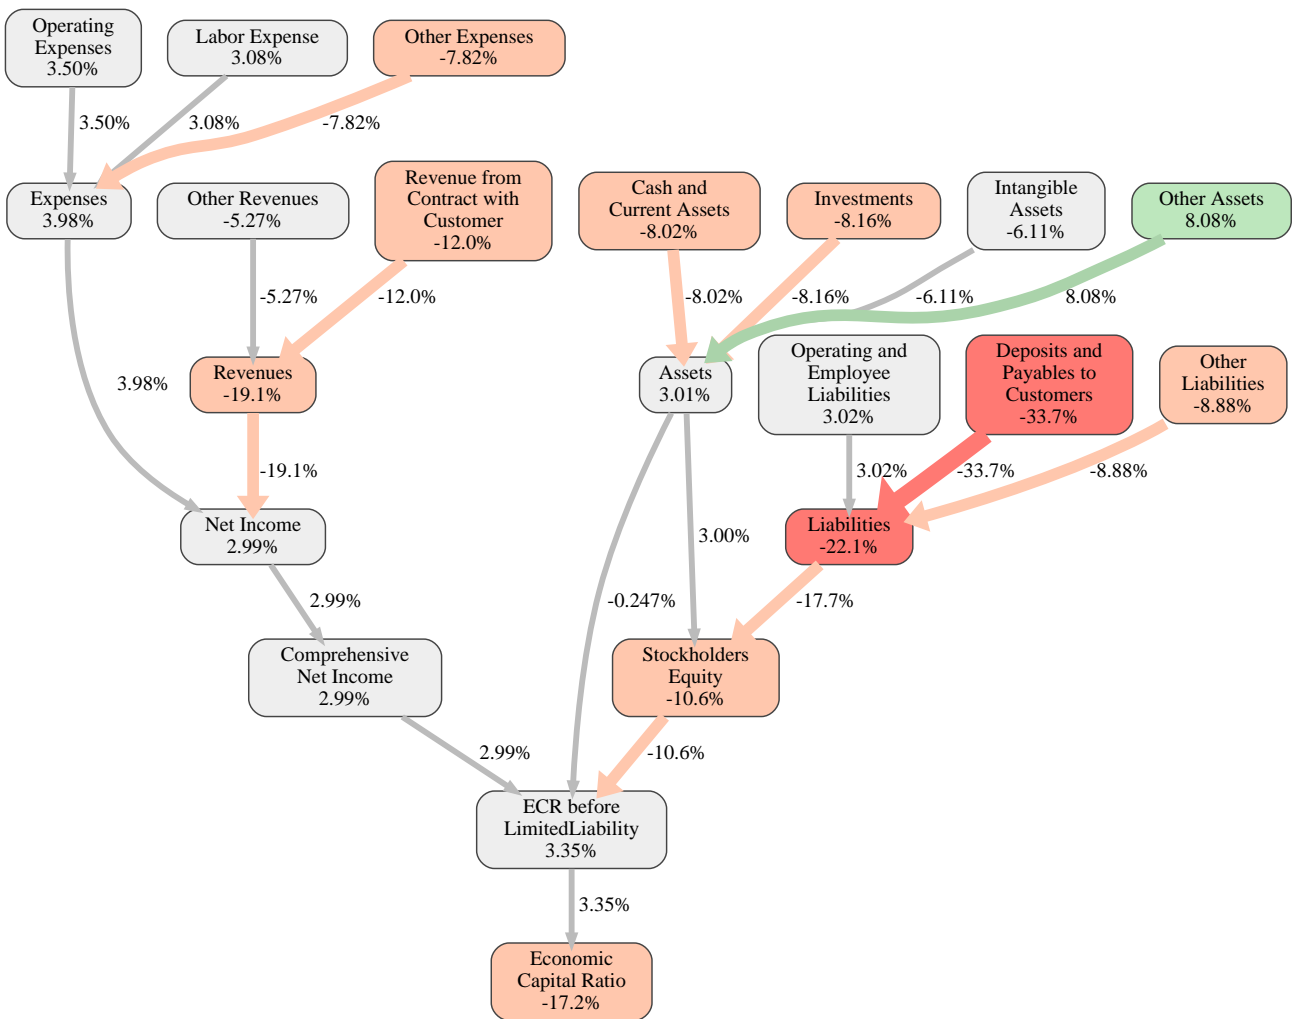 Operating
Expenses
3.50%
Labor Expense
3.08%
Other Expenses
-7.82%
3.50%
3.08%
-7.82%
Expenses
3.98%
Other Revenues
-5.27%
Revenue from
Contract with
Customer
-12.0%
Cash and
Current Assets
-8.02%
Investments
-8.16%
Intangible
Assets
-6.11%
Other Assets
8.08%
-5.27%
-12.0%
-8.02%
-8.16%
-6.11%
8.08%
3.98%
Revenues
-19.1%
Assets
3.01%
Operating and
Employee
Liabilities
3.02%
Deposits and
Payables to
Customers
-33.7%
Other
Liabilities
-8.88%
-19.1%
3.02%
-33.7%
-8.88%
Net Income
2.99%
3.00%
Liabilities
-22.1%
2.99%
-0.247%
-17.7%
Comprehensive
Net Income
2.99%
Stockholders
Equity
-10.6%
2.99%
-10.6%
ECR before
LimitedLiability
3.35%
3.35%
Economic
Capital Ratio
-17.2%